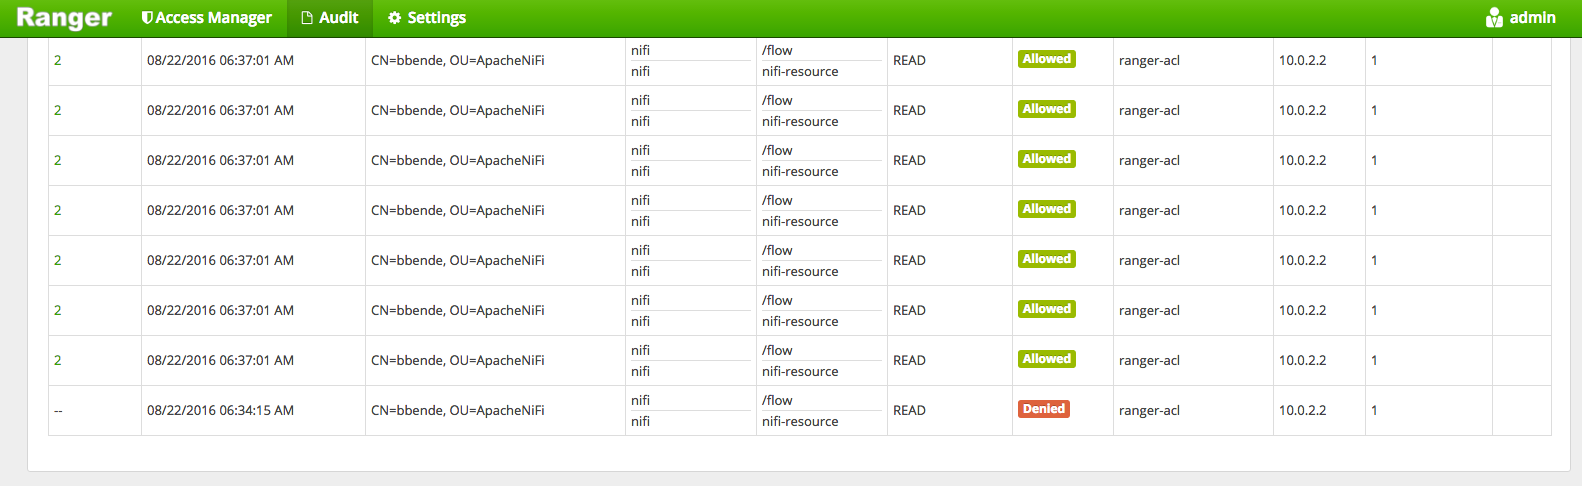 Ranger Access Manager Audit Settings admin
2 08/22/2016 06:37:01 AM CN=bbende, OU=ApacheNiFi nifi nifi /flow nifi-resource READ Allowed ranger-acl 10.0.2.2 1
2 08/22/2016 06:37:01 AM CN=bbende, OU=ApacheNiFi nifi nifi /flow nifi-resource READ Allowed ranger-acl 10.0.2.2 1
2 08/22/2016 06:37:01 AM CN=bbende, OU=ApacheNiFi nifi nifi /flow nifi-resource READ Allowed ranger-acl 10.0.2.2 1
2 08/22/2016 06:37:01 AM CN=bbende, OU=ApacheNiFi nifi nifi /flow nifi-resource READ Allowed ranger-acl 10.0.2.2 1
2 08/22/2016 06:37:01 AM CN=bbende, OU=ApacheNiFi nifi nifi /flow nifi-resource READ Allowed ranger-acl 10.0.2.2 1
2 08/22/2016 06:37:01 AM CN=bbende, OU=ApacheNiFi nifi nifi /flow nifi-resource READ Allowed ranger-acl 10.0.2.2 1
2 08/22/2016 06:37:01 AM CN=bbende, OU=ApacheNiFi nifi nifi /flow nifi-resource READ Allowed ranger-acl 10.0.2.2 1
-- 08/22/2016 06:34:15 AM CN=bbende, OU=ApacheNiFi nifi nifi /flow nifi-resource READ Denied ranger-acl 10.0.2.2 1